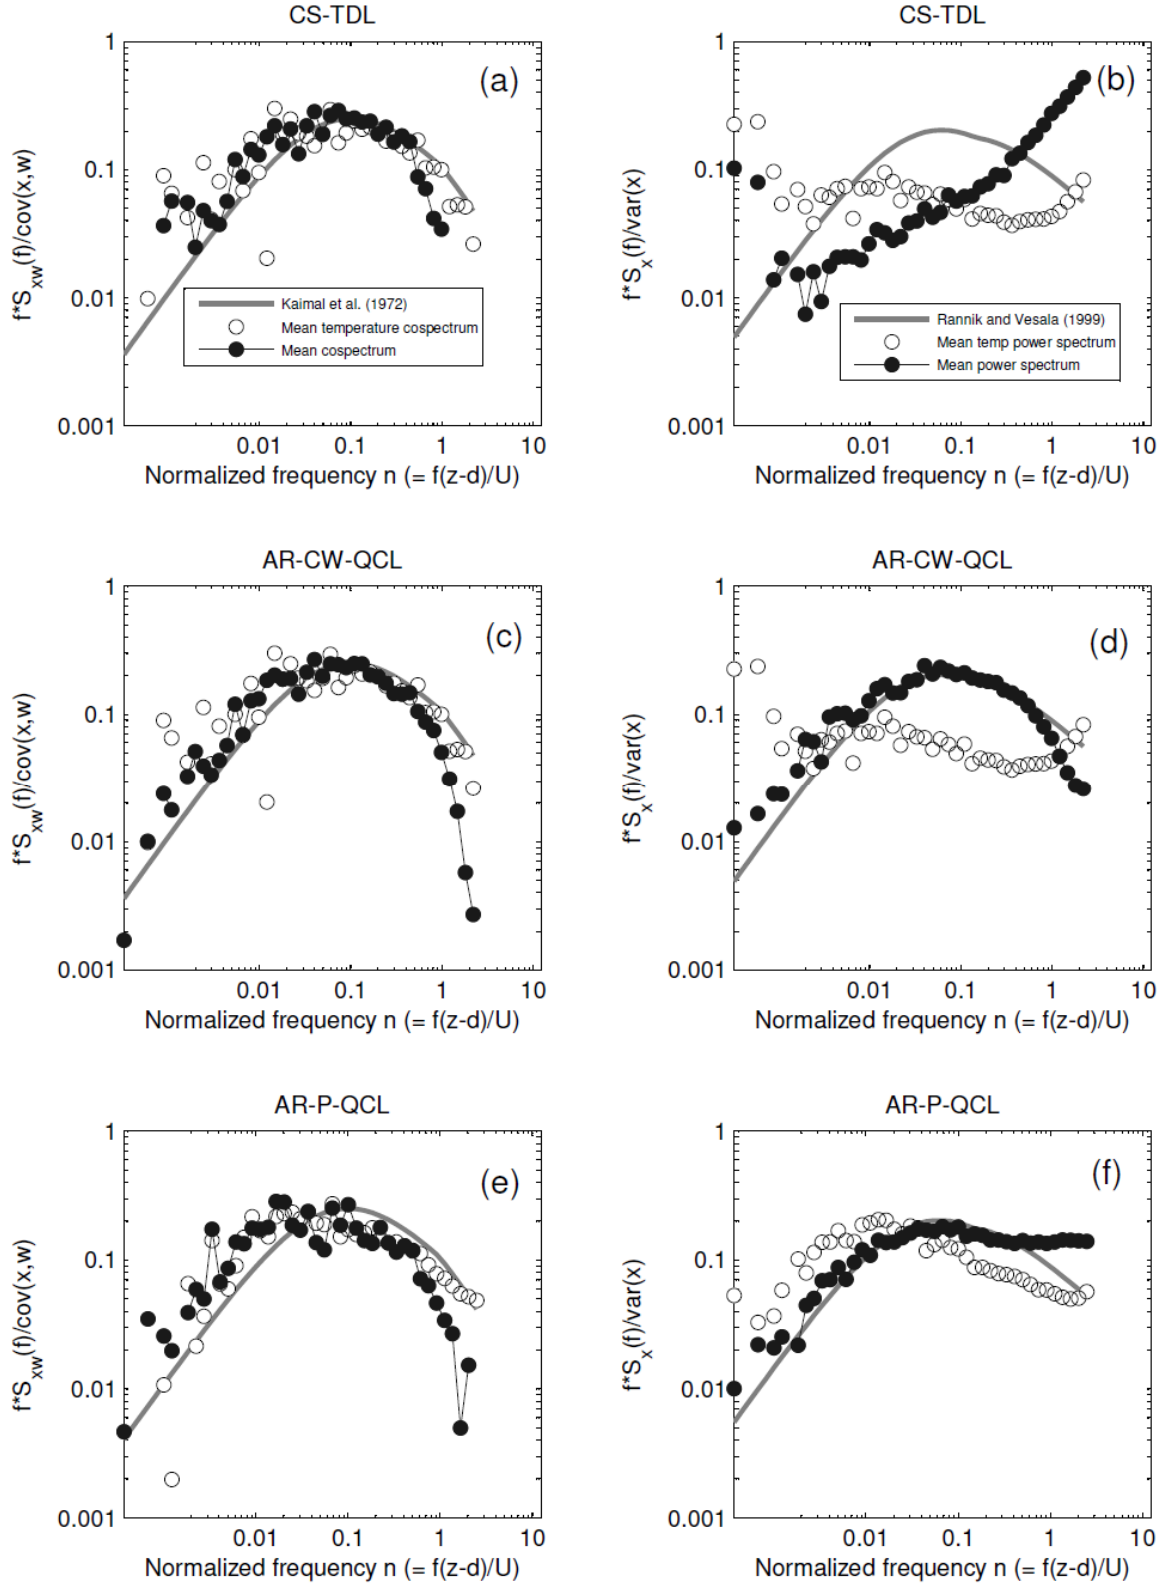 CS-TDL
(a)
1
0.1
0.01
0.001
f*S_xw(f)/cov(x,w)
Kaimal et al. (1972)
Mean temperature cospectrum
Mean cospectrum
0.01 0.1 1 10
Normalized frequency n (= f(z-d)/U)
CS-TDL
(b)
1
0.1
0.01
0.001
f*S_x(f)/var(x)
Rannik and Vesala (1999)
Mean temp power spectrum
Mean power spectrum
0.01 0.1 1 10
Normalized frequency n (= f(z-d)/U)
AR-CW-QCL
(c)
1
0.1
0.01
0.001
f*S_xw(f)/cov(x,w)
0.01 0.1 1 10
Normalized frequency n (= f(z-d)/U)
AR-CW-QCL
(d)
1
0.1
0.01
0.001
f*S_x(f)/var(x)
0.01 0.1 1 10
Normalized frequency n (= f(z-d)/U)
AR-P-QCL
(e)
1
0.1
0.01
0.001
f*S_xw(f)/cov(x,w)
0.01 0.1 1 10
Normalized frequency n (= f(z-d)/U)
AR-P-QCL
(f)
1
0.1
0.01
0.001
f*S_x(f)/var(x)
0.01 0.1 1 10
Normalized frequency n (= f(z-d)/U)